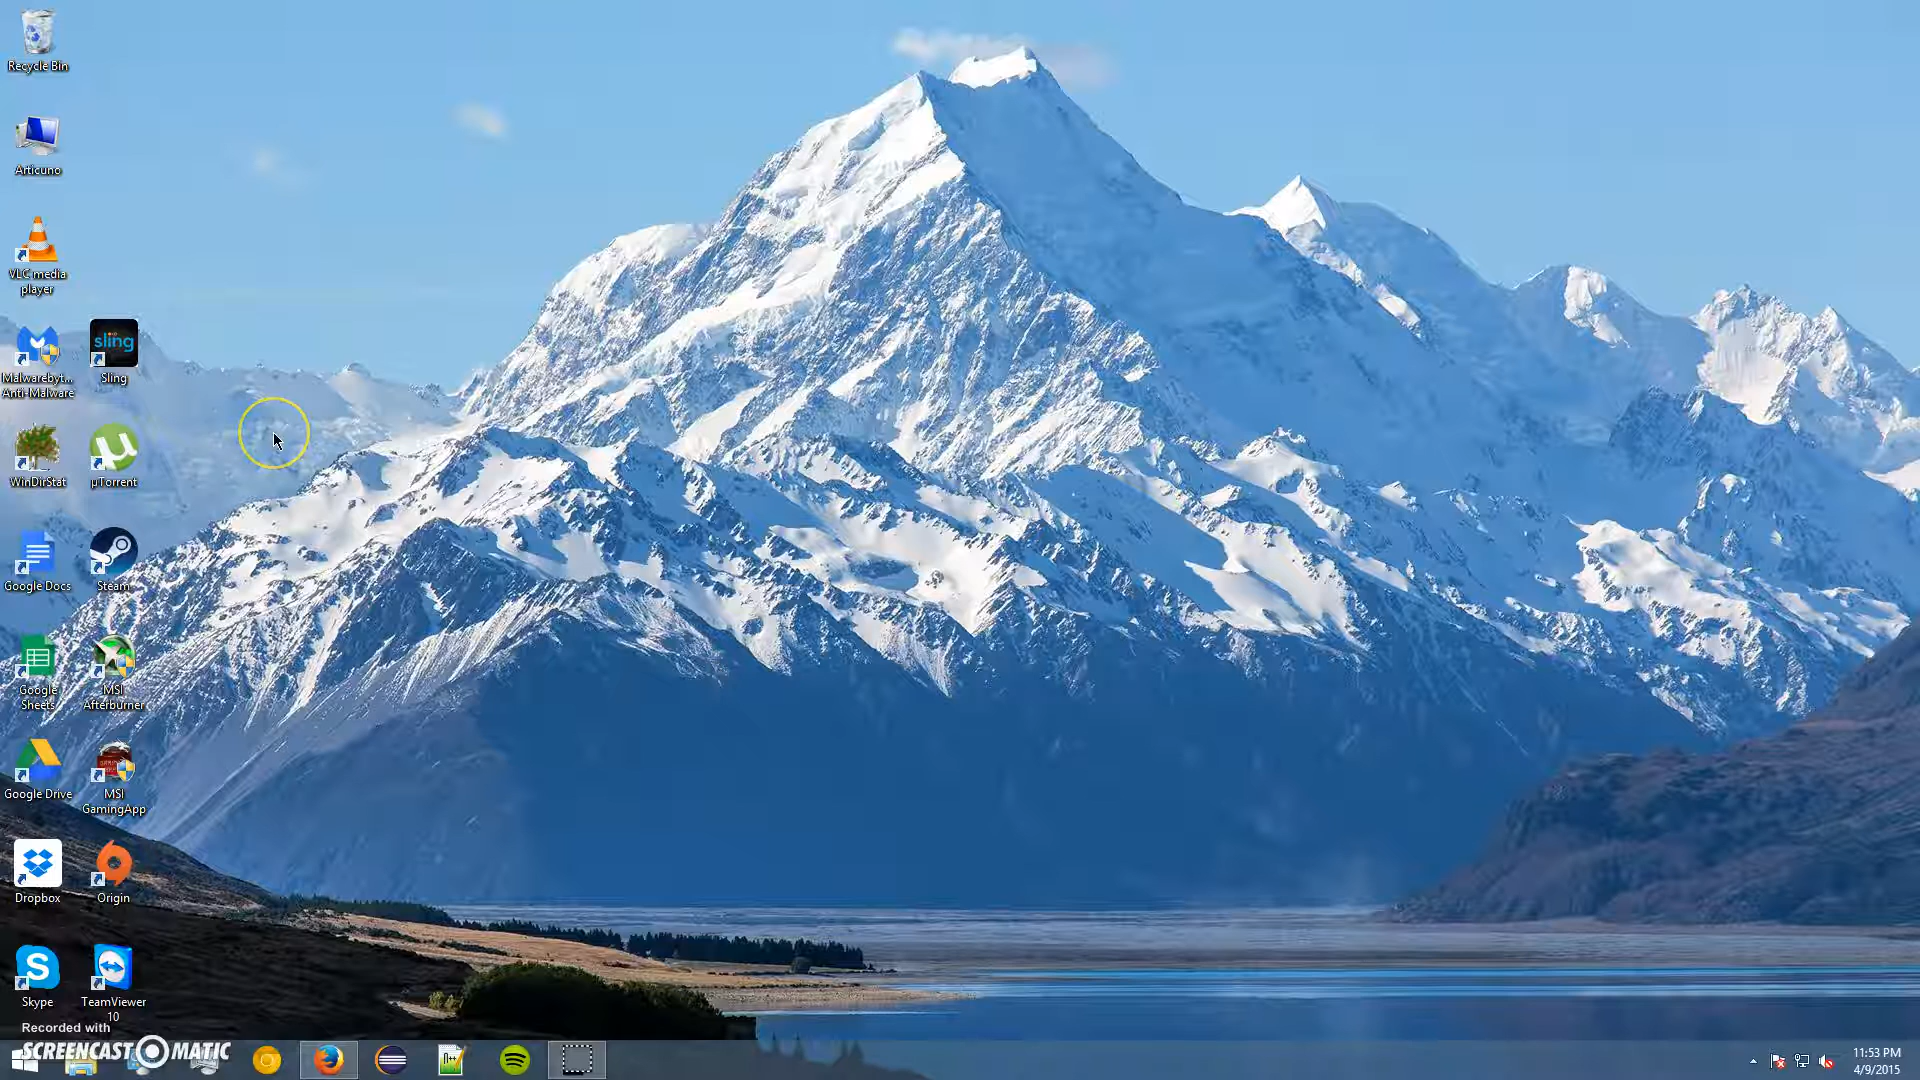 Recycle Bin
Articuno
VLC media
player
Malwarebyt...
Anti-Malware
sling
Sling
WinDirStat
µTorrent
Google Docs
Steam
Google
Sheets
MSI
Afterburner
Google Drive
MSI
GamingApp
Dropbox
Origin
Skype
TeamViewer
10
Recorded with
SCREENCAST MATIC
11:53 PM
4/9/2015